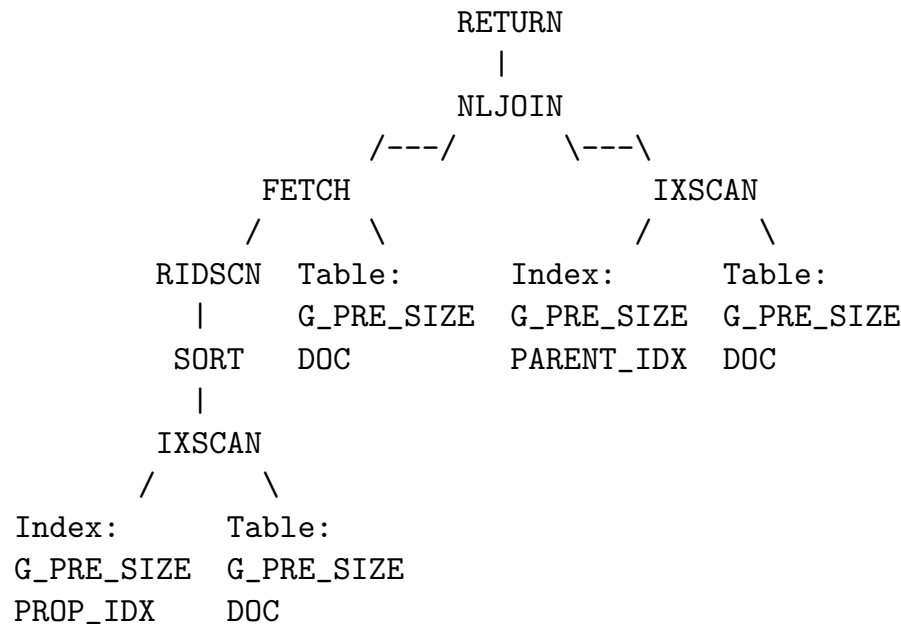 RETURN
|
NLJOIN
/---/ \---\
FETCH IXSCAN
/ \ / \
RIDSCN Table: Index: Table:
| G_PRE_SIZE G_PRE_SIZE G_PRE_SIZE
SORT DOC PARENT_IDX DOC
|
IXSCAN
/ \
Index: Table:
G_PRE_SIZE G_PRE_SIZE
PROP_IDX DOC